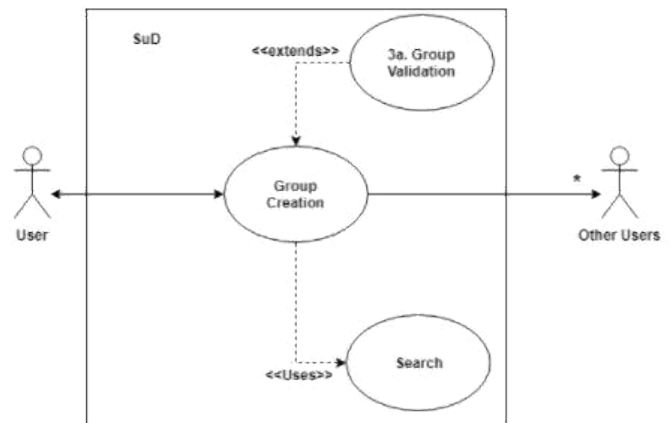 SuD
<<extends>>
3a. Group
Validation
Group
Creation
*
User
Other Users
Search
<<Uses>>